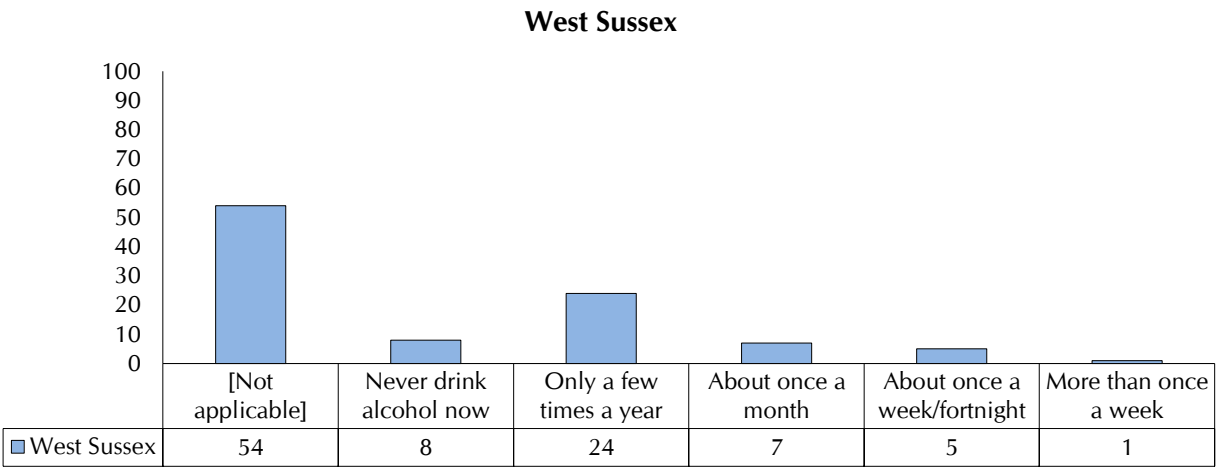 West Sussex
100
90
80
70
60
50
40
30
20
10
0
[Not applicable]
Never drink alcohol now
Only a few times a year
About once a month
About once a week/fortnight
More than once a week
West Sussex 54 8 24 7 5 1